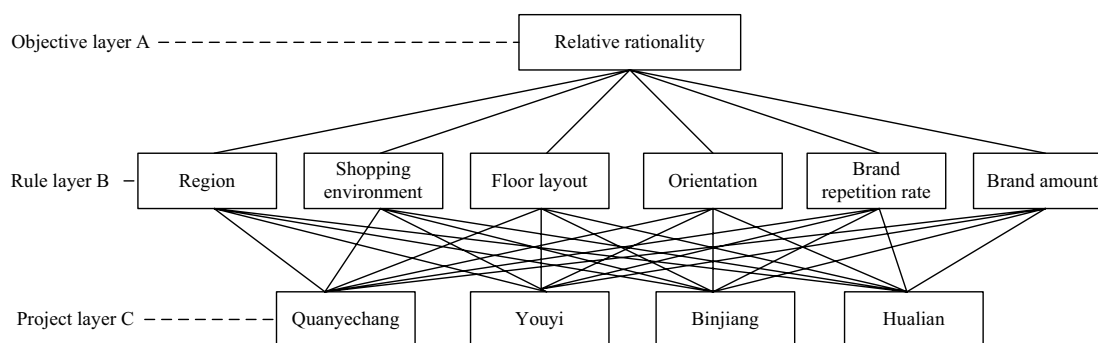 Objective layer A
Relative rationality
Rule layer B
Region
Shopping
environment
Floor layout
Orientation
Brand
repetition rate
Brand amount
Project layer C
Quanyechang
Youyi
Binjiang
Hualian